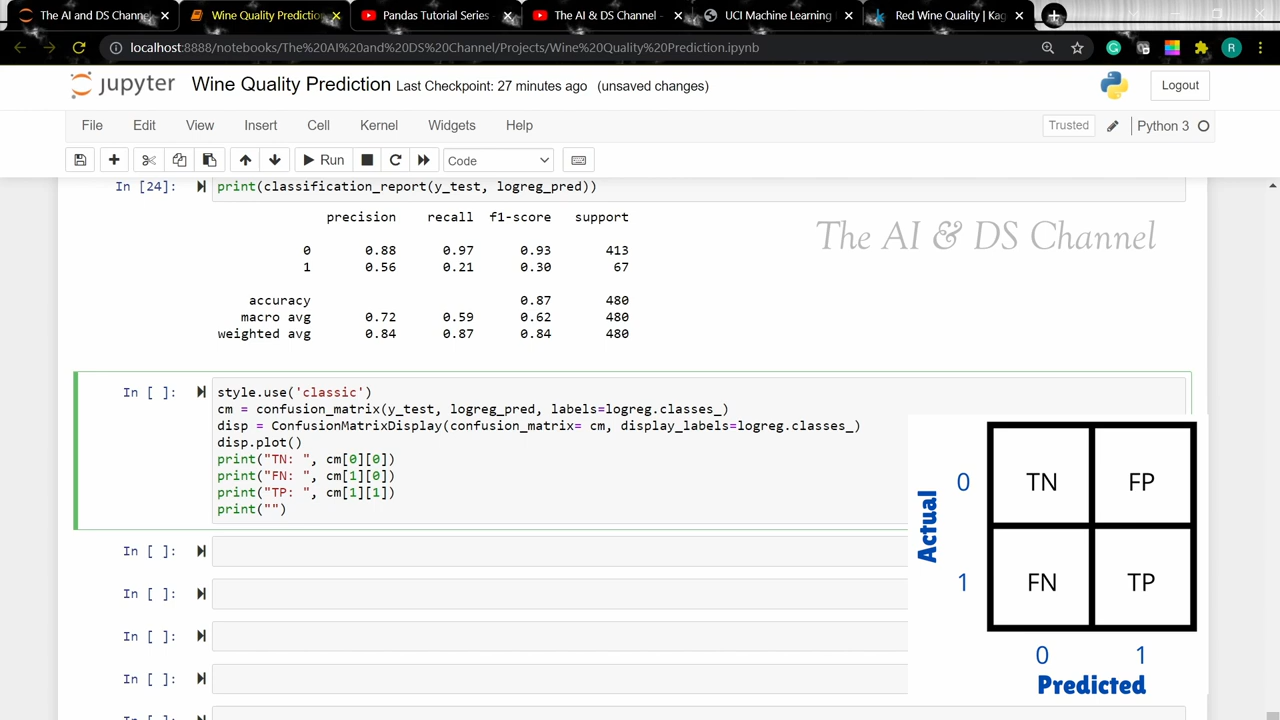 The AI and DS Channel
Wine Quality Prediction
Pandas Tutorial Series -
The AI & DS Channel -
UCI Machine Learning
Red Wine Quality | Kag
localhost:8888/notebooks/The%20AI%20and%20DS%20Channel/Projects/Wine%20Quality%20Prediction.ipynb
jupyter Wine Quality Prediction Last Checkpoint: 27 minutes ago (unsaved changes)
Logout
File Edit View Insert Cell Kernel Widgets Help
Trusted Python 3
Run Code
In [24]: print(classification_report(y_test, logreg_pred))
precision recall f1-score support
0 0.88 0.97 0.93 413
1 0.56 0.21 0.30 67
accuracy 0.87 480
macro avg 0.72 0.59 0.62 480
weighted avg 0.84 0.87 0.84 480
The AI & DS Channel
In [ ]: style.use('classic')
cm = confusion_matrix(y_test, logreg_pred, labels=logreg.classes_)
disp = ConfusionMatrixDisplay(confusion_matrix= cm, display_labels=logreg.classes_)
disp.plot()
print("TN: ", cm[0][0])
print("FN: ", cm[1][0])
print("TP: ", cm[1][1])
print("")
In [ ]:
In [ ]:
In [ ]:
In [ ]:
Actual
0 TN FP
1 FN TP
0 1
Predicted